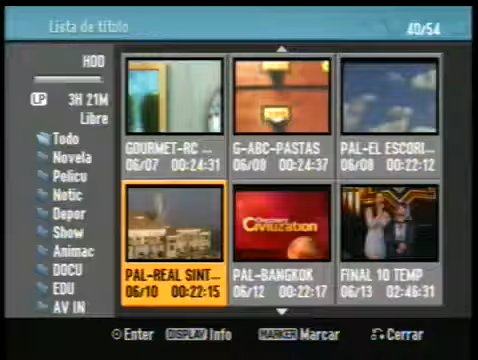 Lista de título
40/54
HDD
LP 3H 21M
Libre
Todo
Novela
Pelicu
Notic
Depor
Show
Animac
DOCU
EDU
AV IN
GOURMET-RC ...
06/07 00:24:31
G-ABC-PASTAS
06/08 00:24:37
PAL-EL ESCORI...
06/08 00:22:12
Discovery
Civilization
PAL-REAL SINT...
06/10 00:22:15
PAL-BANGKOK
06/12 00:22:17
FINAL 10 TEMP
06/13 02:46:31
Enter DISPLAY Info MARKER Marcar Cerrar